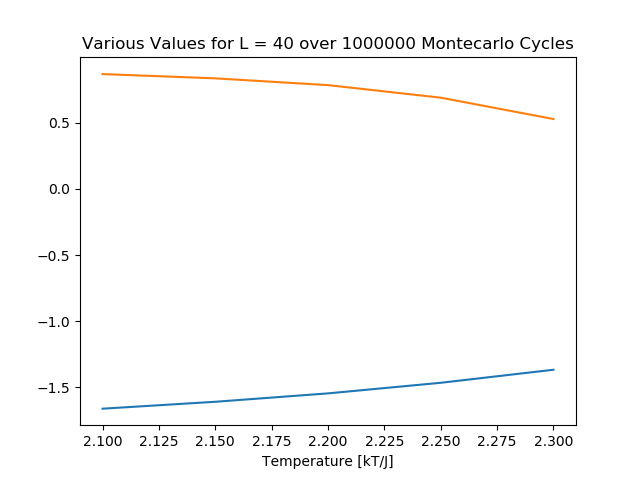 Various Values for L = 40 over 1000000 Montecarlo Cycles
0.5
0.0
−0.5
−1.0
−1.5
2.100 2.125 2.150 2.175 2.200 2.225 2.250 2.275 2.300
Temperature [kT/J]